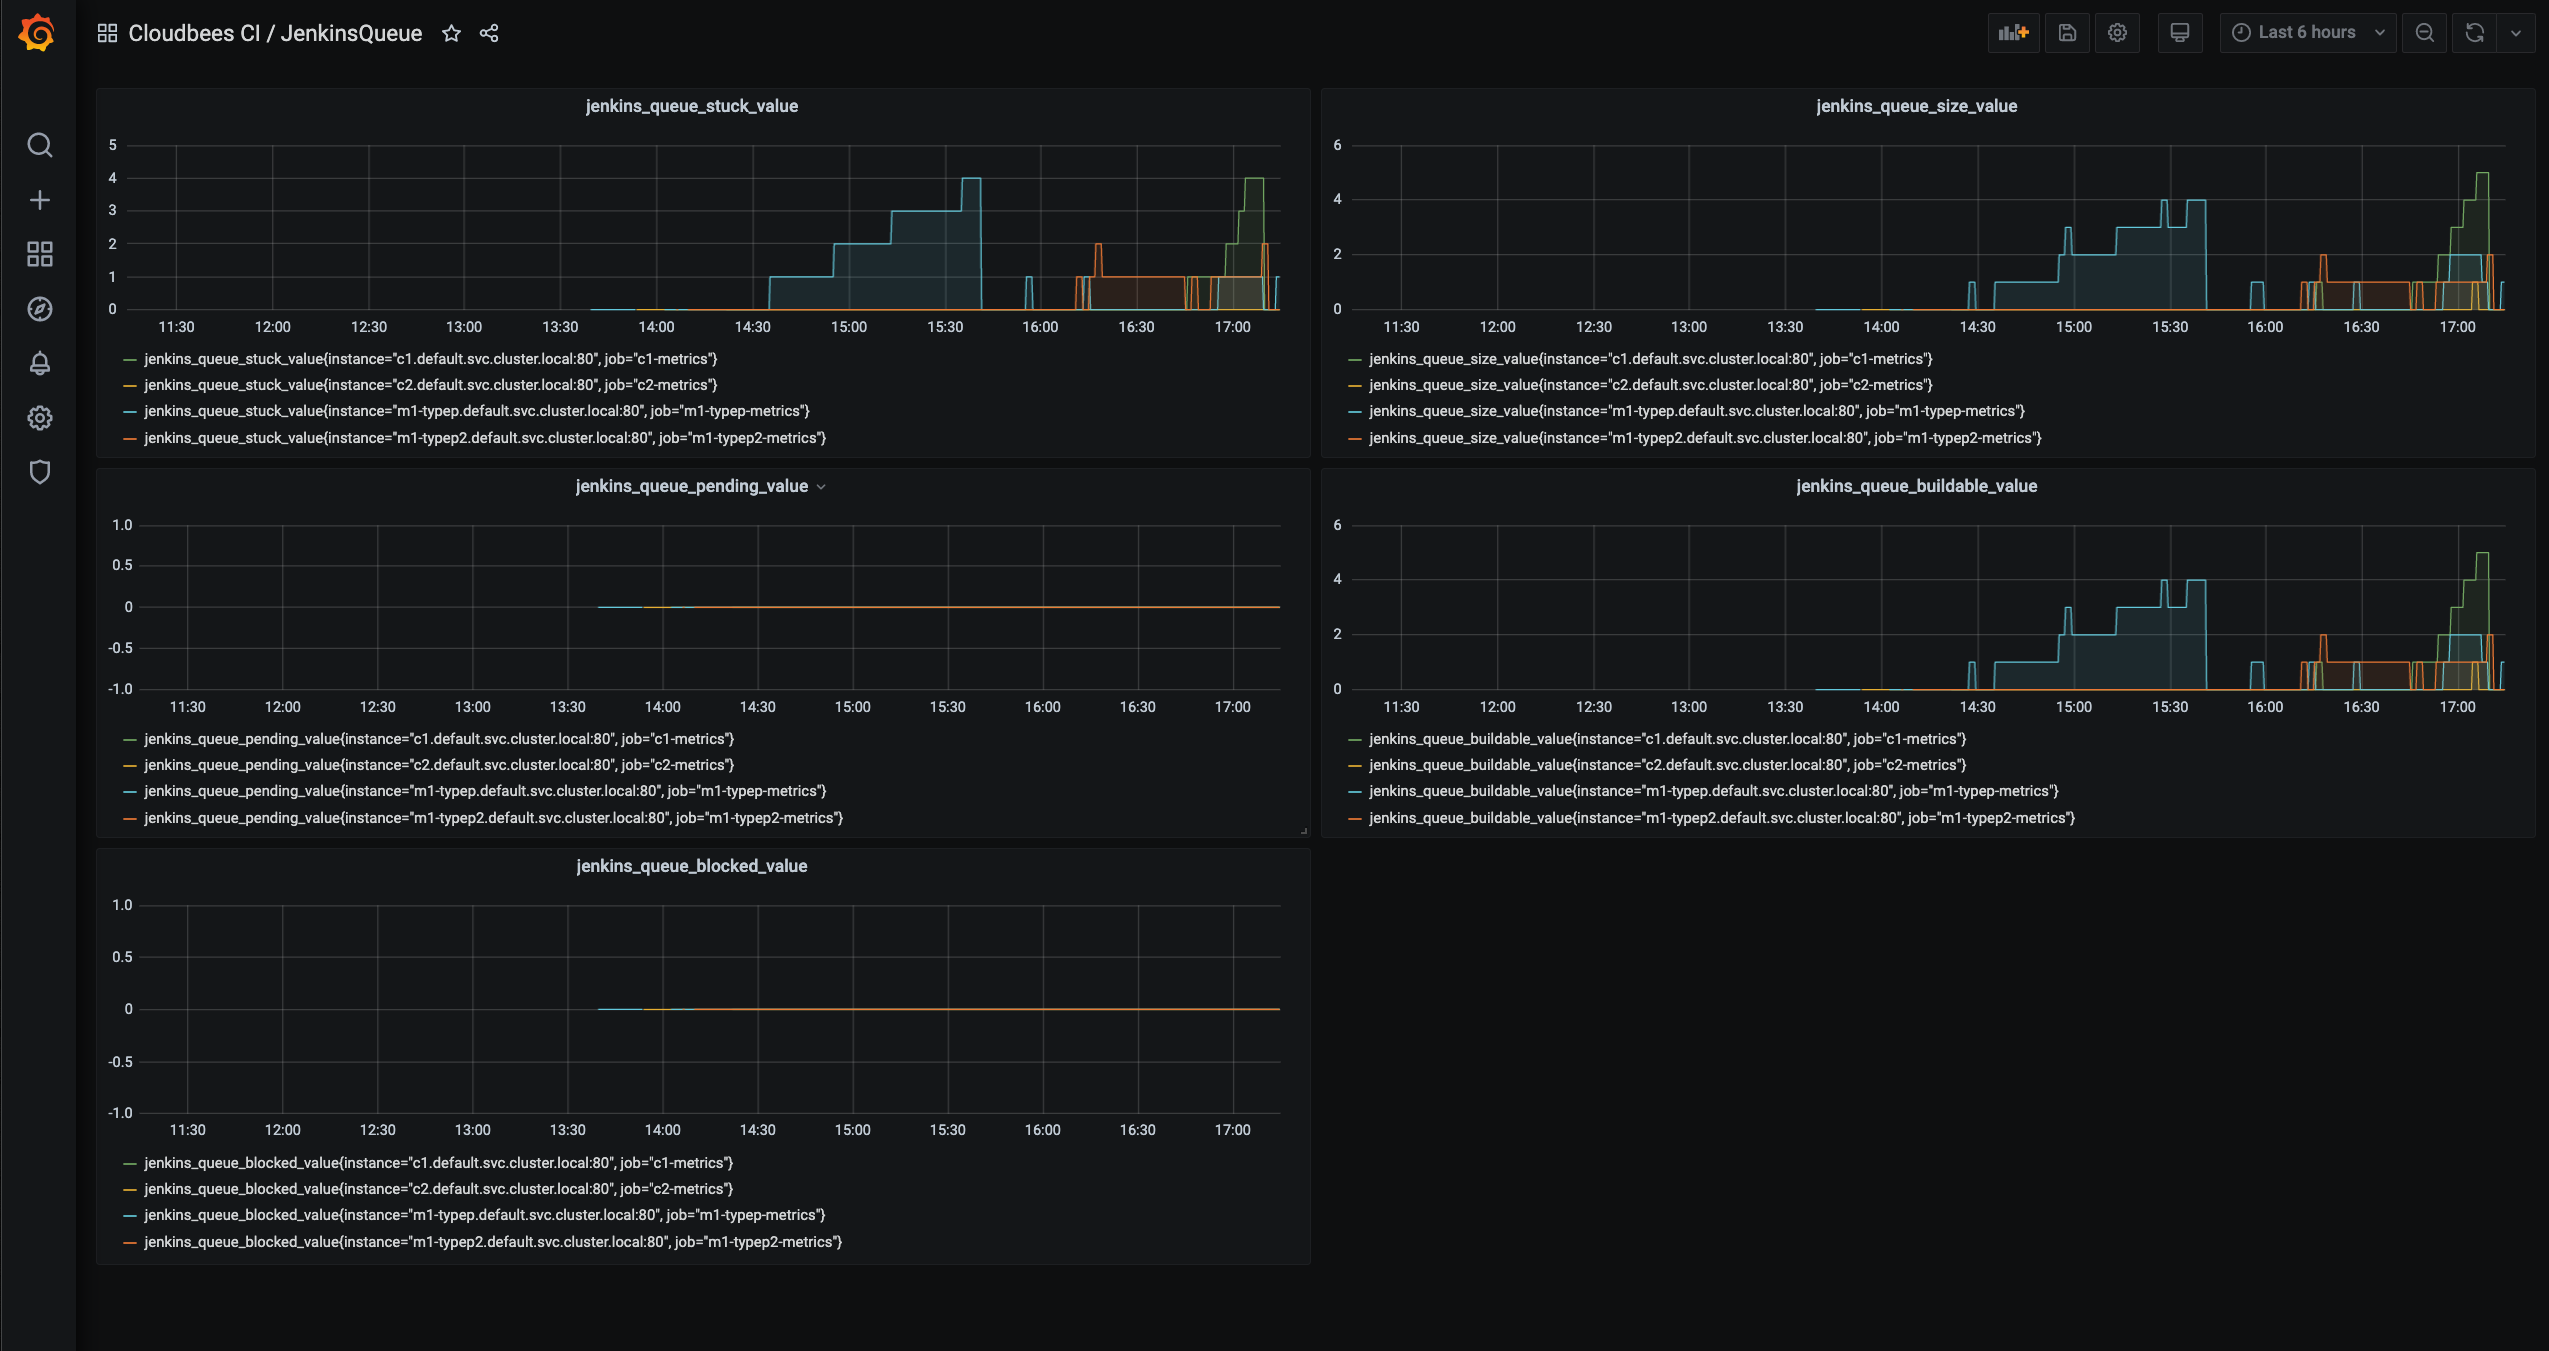 Cloudbees CI / JenkinsQueue
Last 6 hours
jenkins_queue_stuck_value
5
4
3
2
1
0
11:30 12:00 12:30 13:00 13:30 14:00 14:30 15:00 15:30 16:00 16:30 17:00
jenkins_queue_stuck_value{instance="c1.default.svc.cluster.local:80", job="c1-metrics"}
jenkins_queue_stuck_value{instance="c2.default.svc.cluster.local:80", job="c2-metrics"}
jenkins_queue_stuck_value{instance="m1-typep.default.svc.cluster.local:80", job="m1-typep-metrics"}
jenkins_queue_stuck_value{instance="m1-typep2.default.svc.cluster.local:80", job="m1-typep2-metrics"}
jenkins_queue_size_value
6
4
2
0
11:30 12:00 12:30 13:00 13:30 14:00 14:30 15:00 15:30 16:00 16:30 17:00
jenkins_queue_size_value{instance="c1.default.svc.cluster.local:80", job="c1-metrics"}
jenkins_queue_size_value{instance="c2.default.svc.cluster.local:80", job="c2-metrics"}
jenkins_queue_size_value{instance="m1-typep.default.svc.cluster.local:80", job="m1-typep-metrics"}
jenkins_queue_size_value{instance="m1-typep2.default.svc.cluster.local:80", job="m1-typep2-metrics"}
jenkins_queue_pending_value
1.0
0.5
0
-0.5
-1.0
11:30 12:00 12:30 13:00 13:30 14:00 14:30 15:00 15:30 16:00 16:30 17:00
jenkins_queue_pending_value{instance="c1.default.svc.cluster.local:80", job="c1-metrics"}
jenkins_queue_pending_value{instance="c2.default.svc.cluster.local:80", job="c2-metrics"}
jenkins_queue_pending_value{instance="m1-typep.default.svc.cluster.local:80", job="m1-typep-metrics"}
jenkins_queue_pending_value{instance="m1-typep2.default.svc.cluster.local:80", job="m1-typep2-metrics"}
jenkins_queue_buildable_value
6
4
2
0
11:30 12:00 12:30 13:00 13:30 14:00 14:30 15:00 15:30 16:00 16:30 17:00
jenkins_queue_buildable_value{instance="c1.default.svc.cluster.local:80", job="c1-metrics"}
jenkins_queue_buildable_value{instance="c2.default.svc.cluster.local:80", job="c2-metrics"}
jenkins_queue_buildable_value{instance="m1-typep.default.svc.cluster.local:80", job="m1-typep-metrics"}
jenkins_queue_buildable_value{instance="m1-typep2.default.svc.cluster.local:80", job="m1-typep2-metrics"}
jenkins_queue_blocked_value
1.0
0.5
0
-0.5
-1.0
11:30 12:00 12:30 13:00 13:30 14:00 14:30 15:00 15:30 16:00 16:30 17:00
jenkins_queue_blocked_value{instance="c1.default.svc.cluster.local:80", job="c1-metrics"}
jenkins_queue_blocked_value{instance="c2.default.svc.cluster.local:80", job="c2-metrics"}
jenkins_queue_blocked_value{instance="m1-typep.default.svc.cluster.local:80", job="m1-typep-metrics"}
jenkins_queue_blocked_value{instance="m1-typep2.default.svc.cluster.local:80", job="m1-typep2-metrics"}